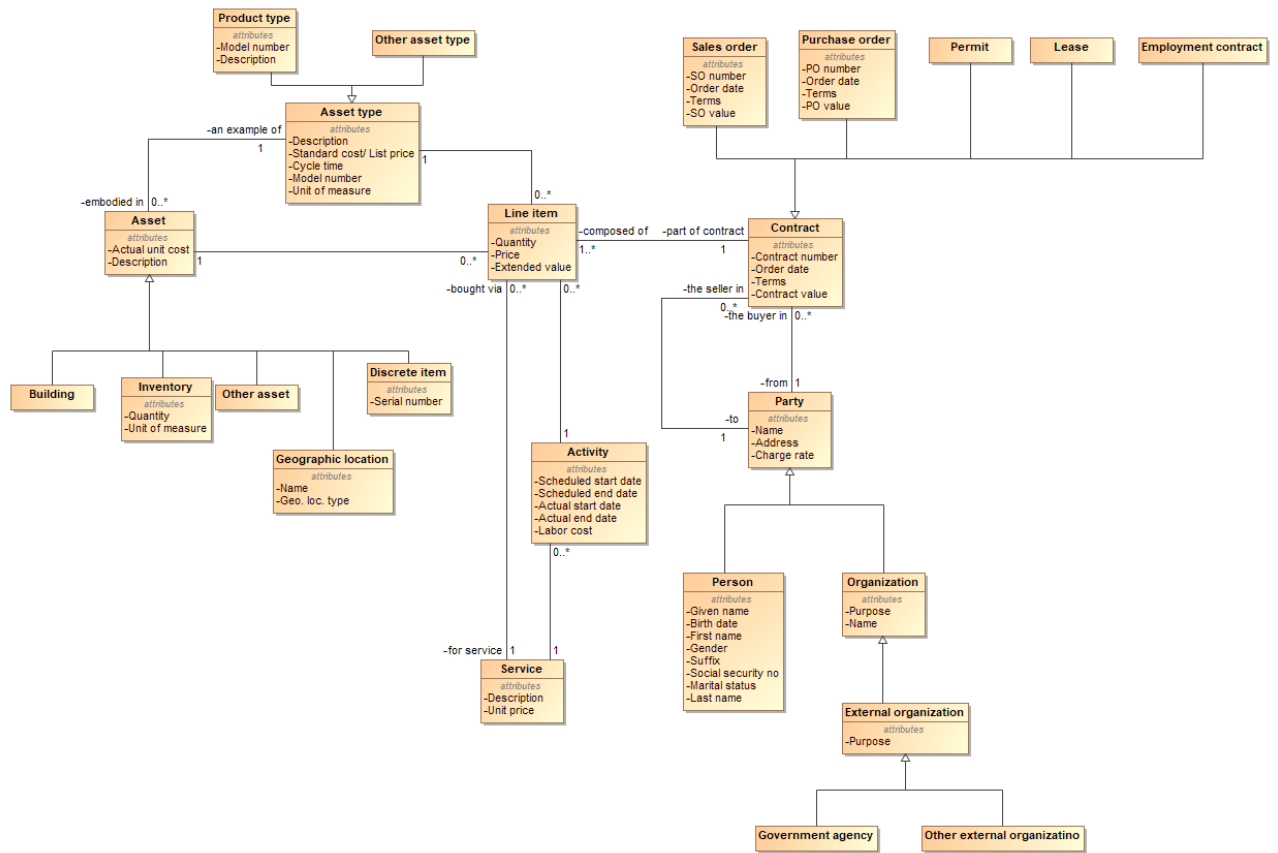 Product type
attributes
-Model number
-Description
Other asset type
Sales order
attributes
-SO number
-Order date
-Terms
-SO value
Purchase order
attributes
-PO number
-Order date
-Terms
-PO value
Permit
Lease
Employment contract
Asset type
attributes
-Description
-Standard cost/ List price
-Cycle time
-Model number
-Unit of measure
-an example of
1
1
-embodied in
0..*
0..*
Asset
attributes
-Actual unit cost
-Description
1
0..*
Line item
attributes
-Quantity
-Price
-Extended value
-composed of
1..*
-part of contract
1
Contract
attributes
-Contract number
-Order date
-Terms
-Contract value
-bought via
0..*
0..*
-the seller in
0..*
-the buyer in
0..*
Building
Inventory
attributes
-Quantity
-Unit of measure
Other asset
Discrete item
attributes
-Serial number
Geographic location
attributes
-Name
-Geo. loc. type
-from
1
-to
1
Party
attributes
-Name
-Address
-Charge rate
1
Activity
attributes
-Scheduled start date
-Scheduled end date
-Actual start date
-Actual end date
-Labor cost
0..*
-for service
1
1
Service
attributes
-Description
-Unit price
Person
attributes
-Given name
-Birth date
-First name
-Gender
-Suffix
-Social security no
-Marital status
-Last name
Organization
attributes
-Purpose
-Name
External organization
attributes
-Purpose
Government agency
Other external organizatino